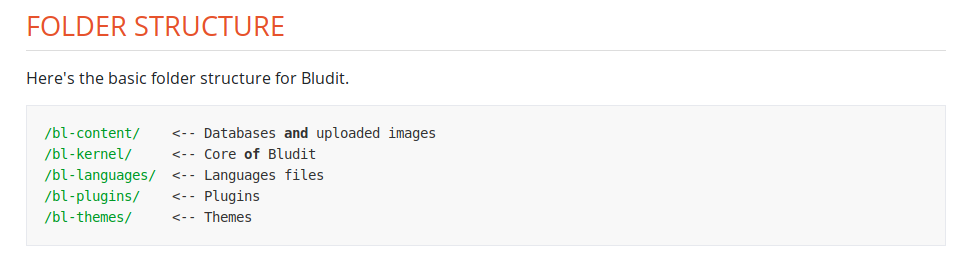 FOLDER STRUCTURE
Here's the basic folder structure for Bludit.
/bl-content/    <-- Databases and uploaded images
/bl-kernel/     <-- Core of Bludit
/bl-languages/  <-- Languages files
/bl-plugins/    <-- Plugins
/bl-themes/     <-- Themes